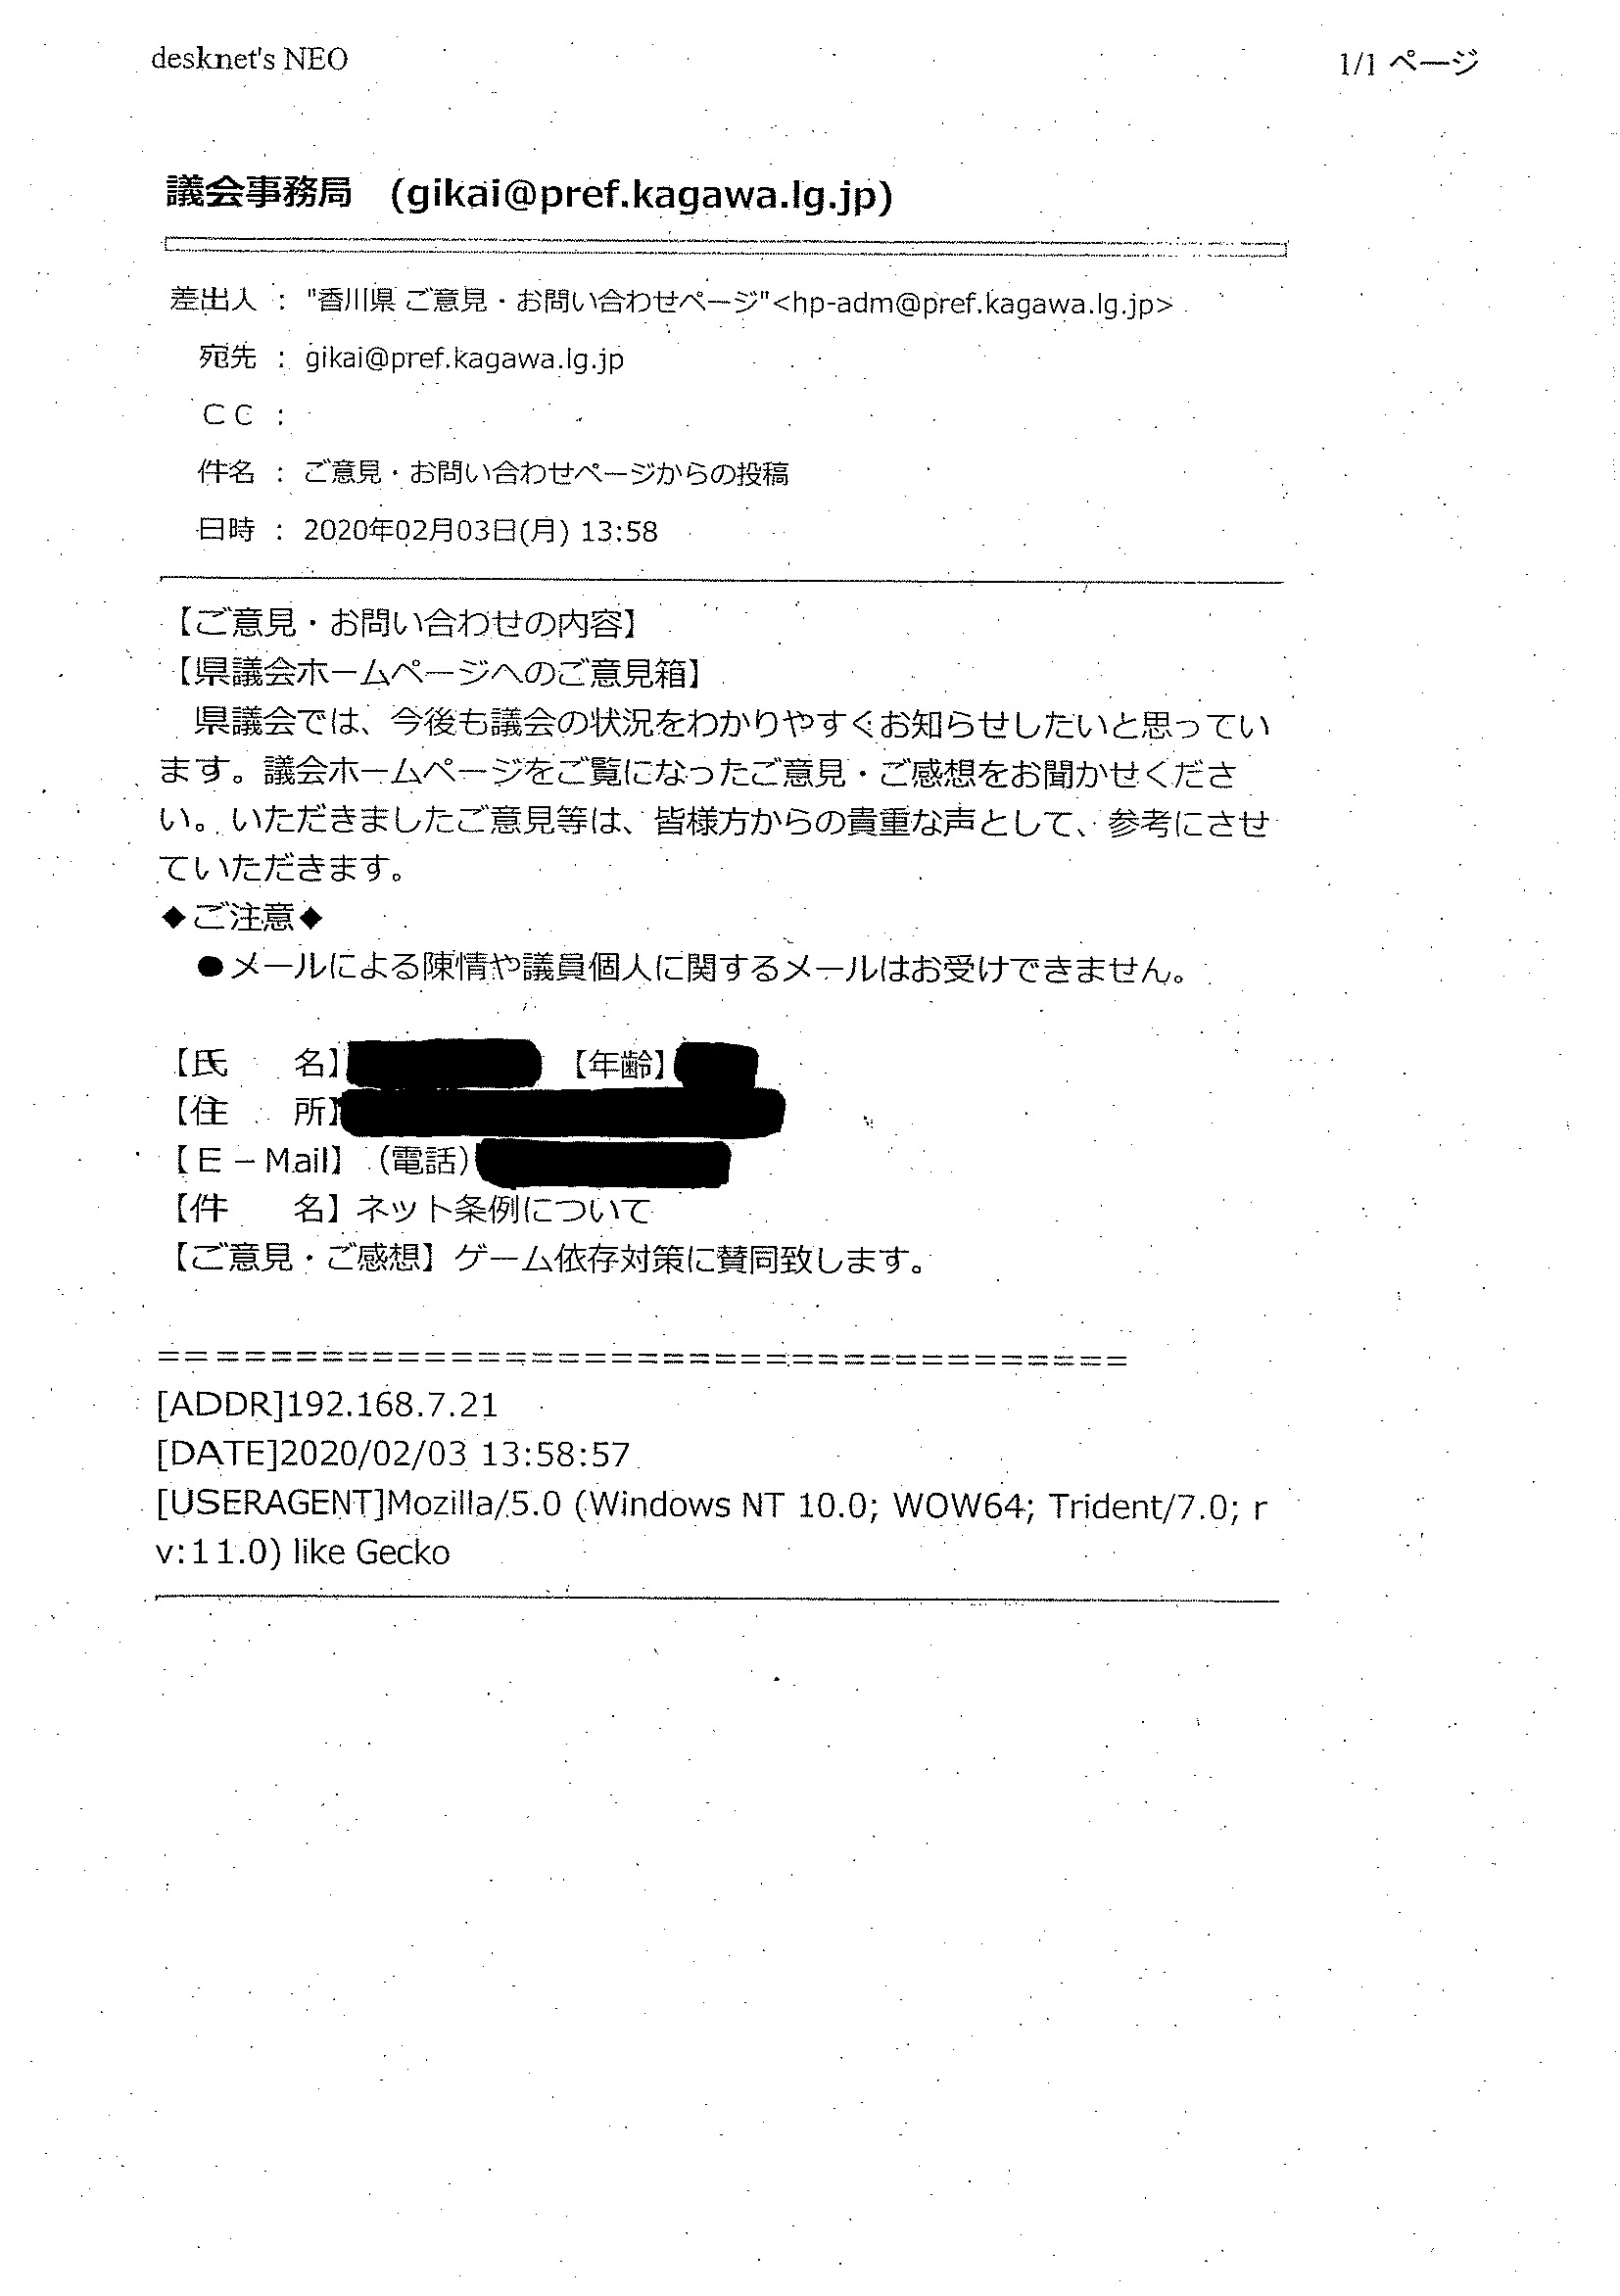 desknet's NEO
1/1 ページ
議会事務局　(gikai@pref.kagawa.lg.jp)
差出人 ： "香川県 ご意見・お問い合わせページ"<hp-adm@pref.kagawa.lg.jp>
宛先 ： gikai@pref.kagawa.lg.jp
ＣＣ ：
件名 ： ご意見・お問い合わせページからの投稿
日時 ： 2020年02月03日(月) 13:58
【ご意見・お問い合わせの内容】
【県議会ホームページへのご意見箱】
　県議会では、今後も議会の状況をわかりやすくお知らせしたいと思ってい
ます。議会ホームページをご覧になったご意見・ご感想をお聞かせくださ
い。いただきましたご意見等は、皆様方からの貴重な声として、参考にさせ
ていただきます。
◆ご注意◆
　●メールによる陳情や議員個人に関するメールはお受けできません。
【氏　　名】　【年齢】
【住　　所】
【Ｅ－Mail】（電話）
【件　　名】ネット条例について
【ご意見・ご感想】ゲーム依存対策に賛同致します。
=====================================
[ADDR]192.168.7.21
[DATE]2020/02/03 13:58:57
[USERAGENT]Mozilla/5.0 (Windows NT 10.0; WOW64; Trident/7.0; r
v:11.0) like Gecko